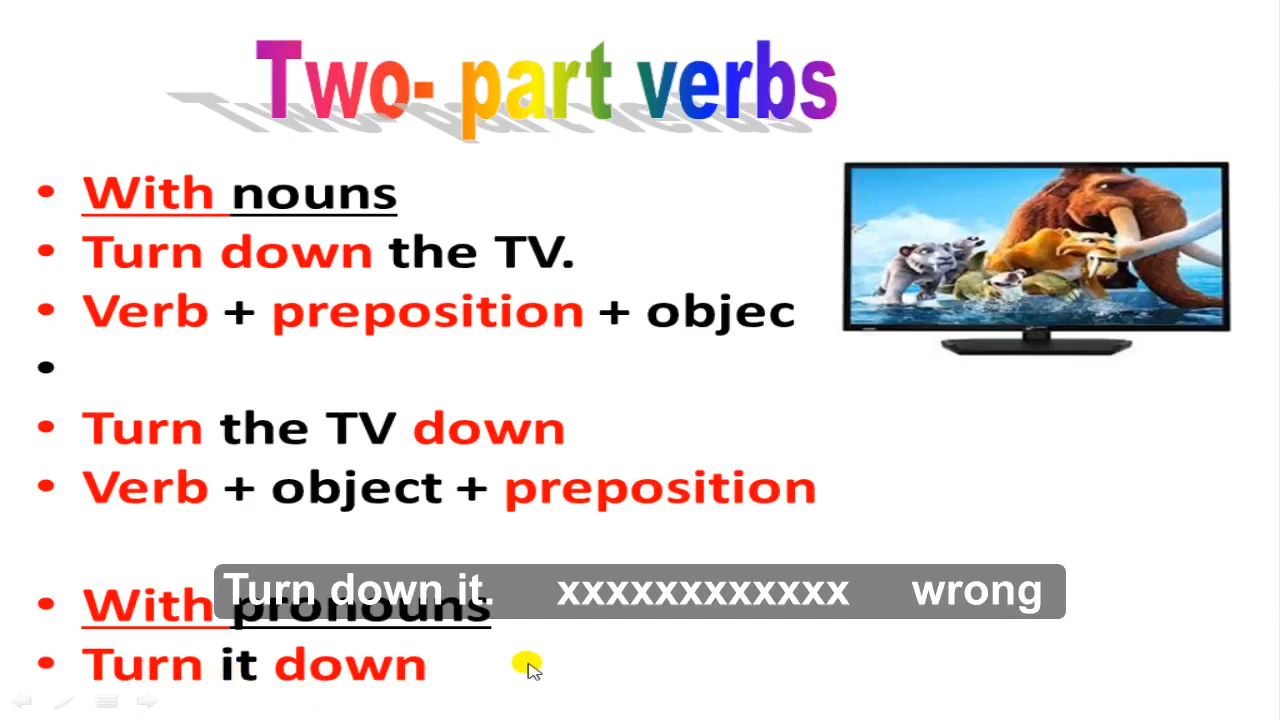 Two- part verbs
• With nouns
• Turn down the TV.
• Verb + preposition + objec
•
• Turn the TV down
• Verb + object + preposition
Turn down it. xxxxxxxxxxxx wrong
• With pronouns
• Turn it down